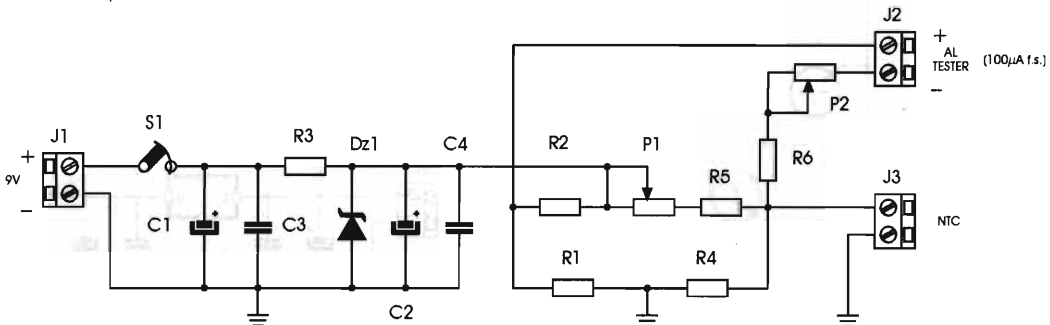 J2
+
AL
TESTER
(100µA f.s.)
-
P2
S1
J1
R3
Dz1
C4
R2
P1
R6
+
9V
-
R5
J3
C1
+
C3
+
NTC
R1
R4
C2